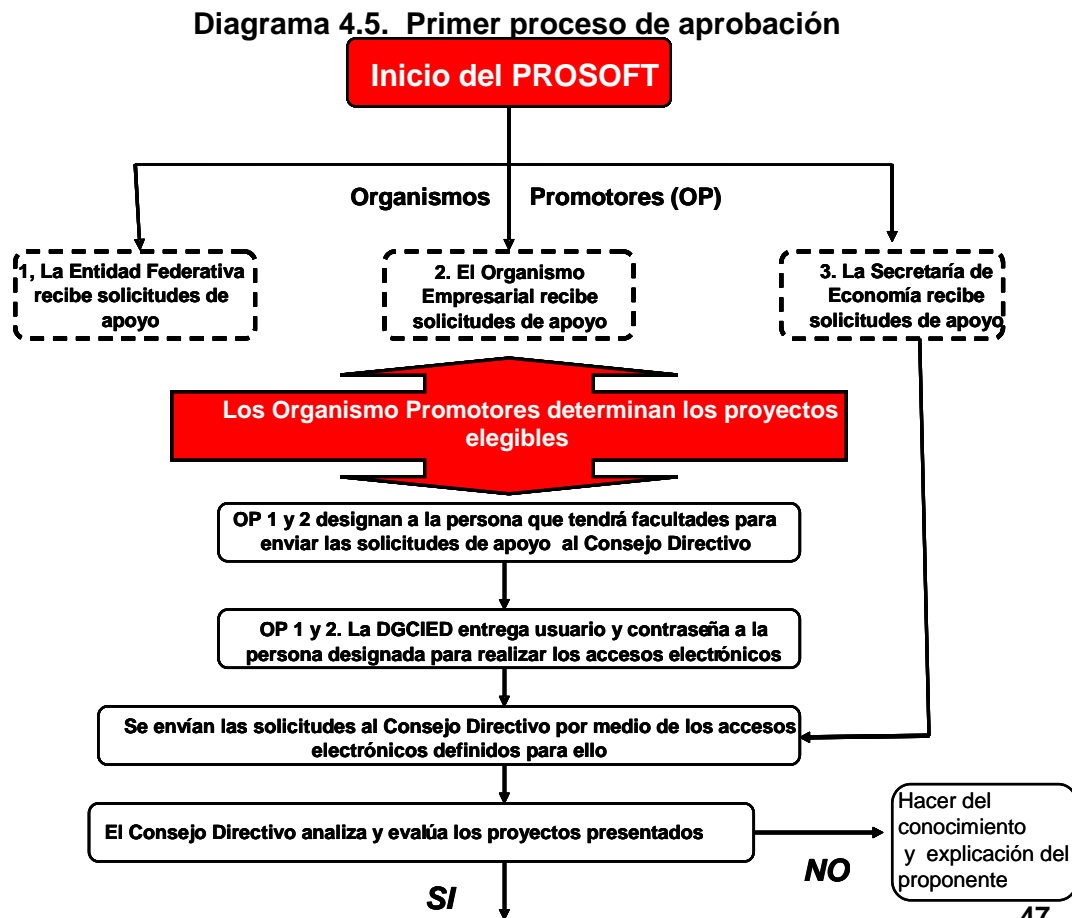 Diagrama 4.5. Primer proceso de aprobación
Inicio del PROSOFT
Organismos Promotores (OP)
1, La Entidad Federativa
recibe solicitudes de
apoyo
2. El Organismo
Empresarial recibe
solicitudes de apoyo
3. La Secretaría de
Economía recibe
solicitudes de apoyo
Los Organismo Promotores determinan los proyectos
elegibles
OP 1 y 2 designan a la persona que tendrá facultades para
enviar las solicitudes de apoyo al Consejo Directivo
OP 1 y 2. La DGCIED entrega usuario y contraseña a la
persona designada para realizar los accesos electrónicos
Se envían las solicitudes al Consejo Directivo por medio de los accesos
electrónicos definidos para ello
El Consejo Directivo analiza y evalúa los proyectos presentados
Hacer del
conocimiento
y explicación del
proponente
NO
SI
47